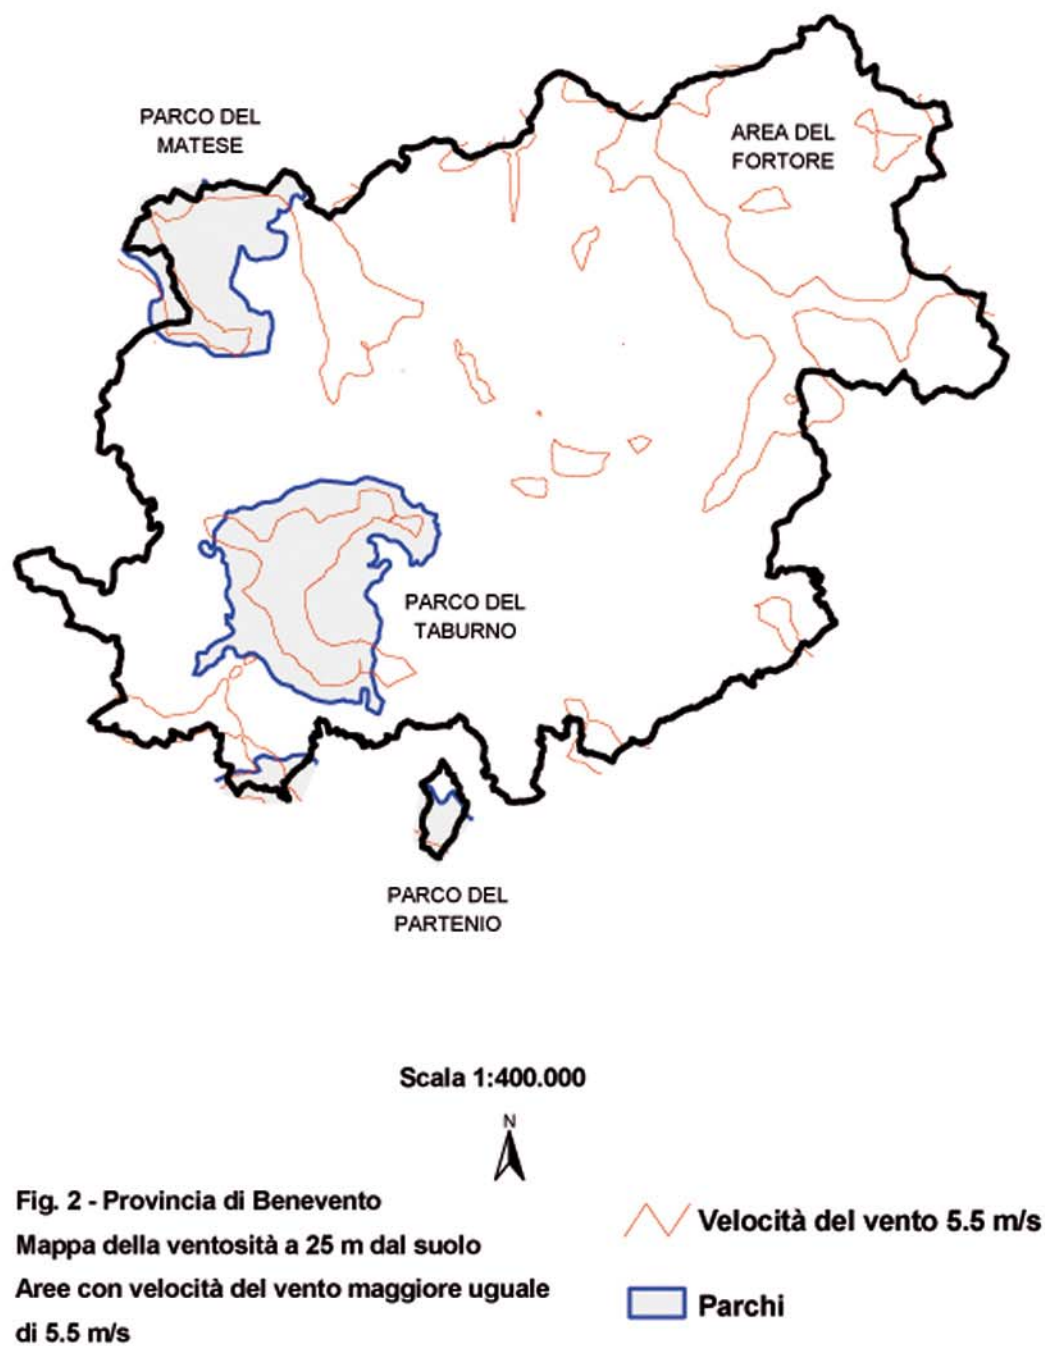 PARCO DEL
MATESE
AREA DEL
FORTORE
PARCO DEL
TABURNO
PARCO DEL
PARTENIO
Scala 1:400.000
N
Fig. 2 - Provincia di Benevento
Mappa della ventosità a 25 m dal suolo
Aree con velocità del vento maggiore uguale
di 5.5 m/s
Velocità del vento 5.5 m/s
Parchi